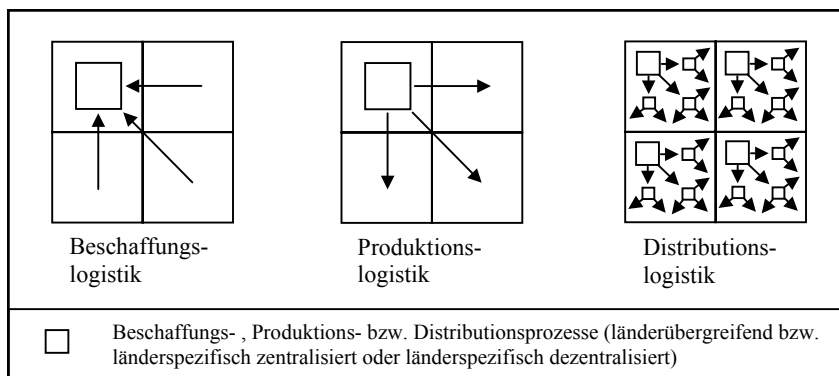 Beschaffungs-
logistik
Produktions-
logistik
Distributions-
logistik
Beschaffungs- , Produktions- bzw. Distributionsprozesse (länderübergreifend bzw.
länderspezifisch zentralisiert oder länderspezifisch dezentralisiert)